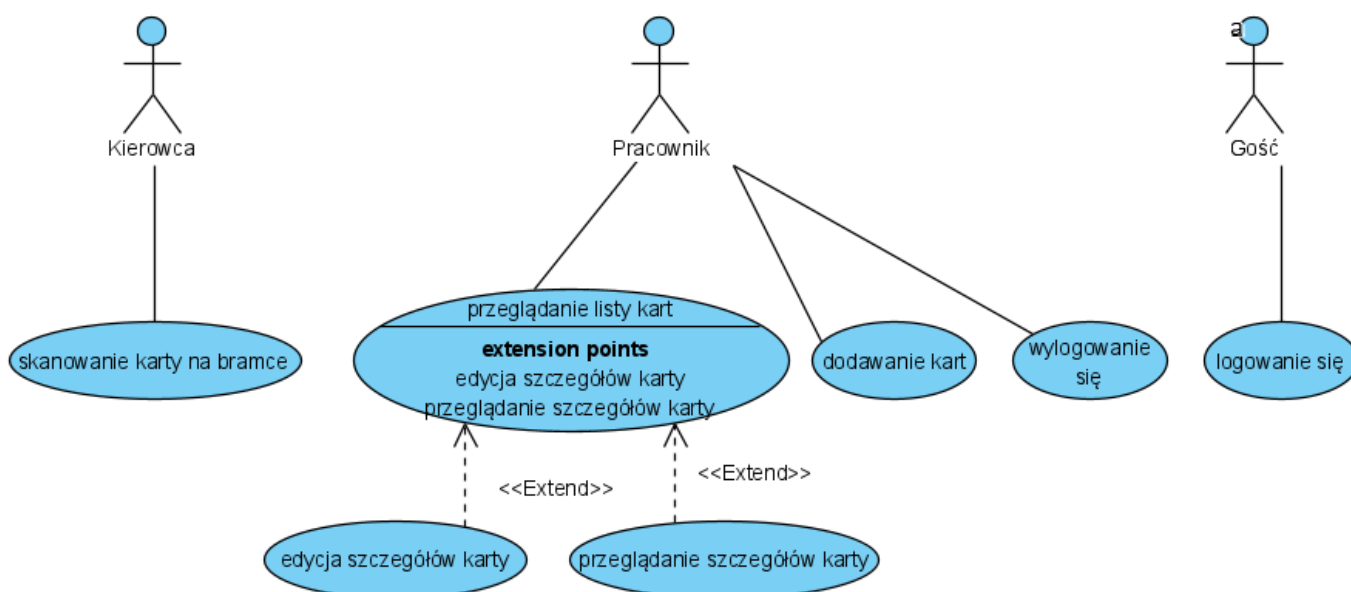 a
Kierowca
Pracownik
Gość
przeglądanie listy kart
extension points
edycja szczegółów karty
przeglądanie szczegółów karty
skanowanie karty na bramce
dodawanie kart
wylogowanie
się
logowanie się
<<Extend>>
<<Extend>>
edycja szczegółów karty
przeglądanie szczegółów karty